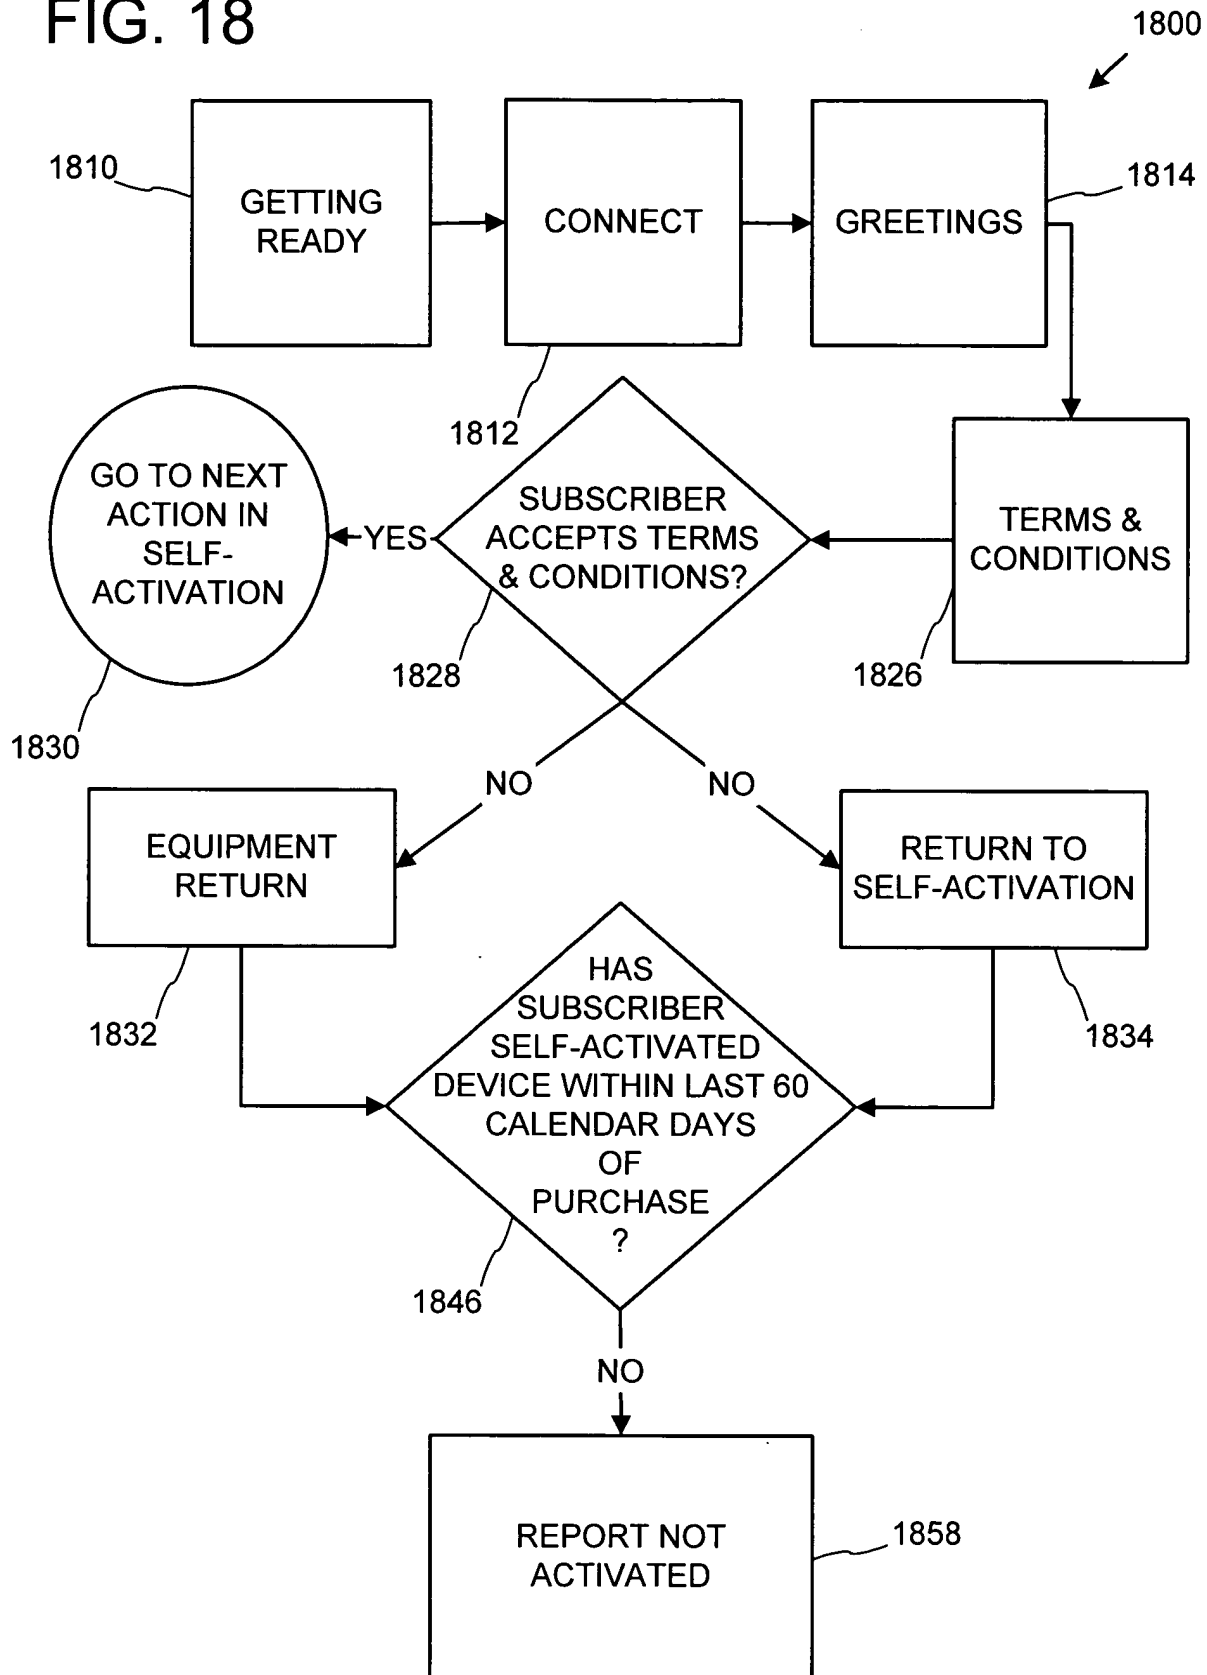 FIG. 18
1800
1810
GETTING
READY
CONNECT
GREETINGS
1814
1812
GO TO NEXT
ACTION IN
SELF-
ACTIVATION
YES
SUBSCRIBER
ACCEPTS TERMS
& CONDITIONS?
TERMS &
CONDITIONS
1828
1826
1830
NO
NO
EQUIPMENT
RETURN
RETURN TO
SELF-ACTIVATION
1832
1834
HAS
SUBSCRIBER
SELF-ACTIVATED
DEVICE WITHIN LAST 60
CALENDAR DAYS
OF
PURCHASE
?
1846
NO
REPORT NOT
ACTIVATED
1858